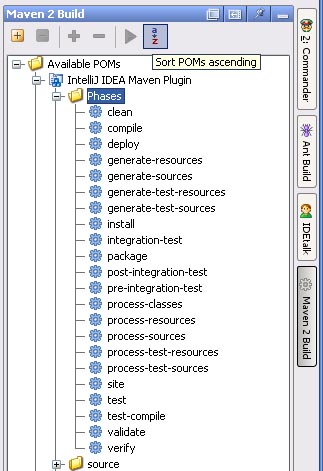 Maven 2 Build
a
z
Sort POMs ascending
Available POMs
IntelliJ IDEA Maven Plugin
Phases
clean
compile
deploy
generate-resources
generate-sources
generate-test-resources
generate-test-sources
install
integration-test
package
post-integration-test
pre-integration-test
process-classes
process-resources
process-sources
process-test-resources
process-test-sources
site
test
test-compile
validate
verify
source
2: Commander
Ant Build
IDEtalk
Maven 2 Build